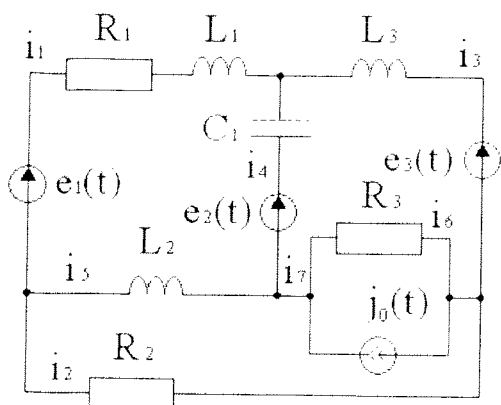 i₁ R₁ L₁ L₃ i₃
C₁
i₄ e₃(t)
e₁(t) e₂(t) R₃ i₆
i₅ L₂ i₇
j₀(t)
i₂ R₂